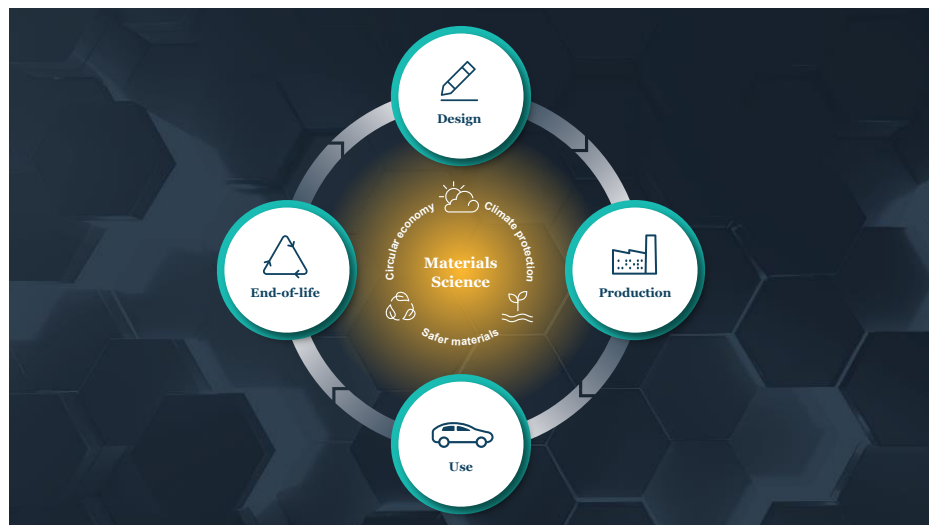 Design
Circular economy
Climate protection
Materials
Science
End-of-life
Production
Safer materials
Use